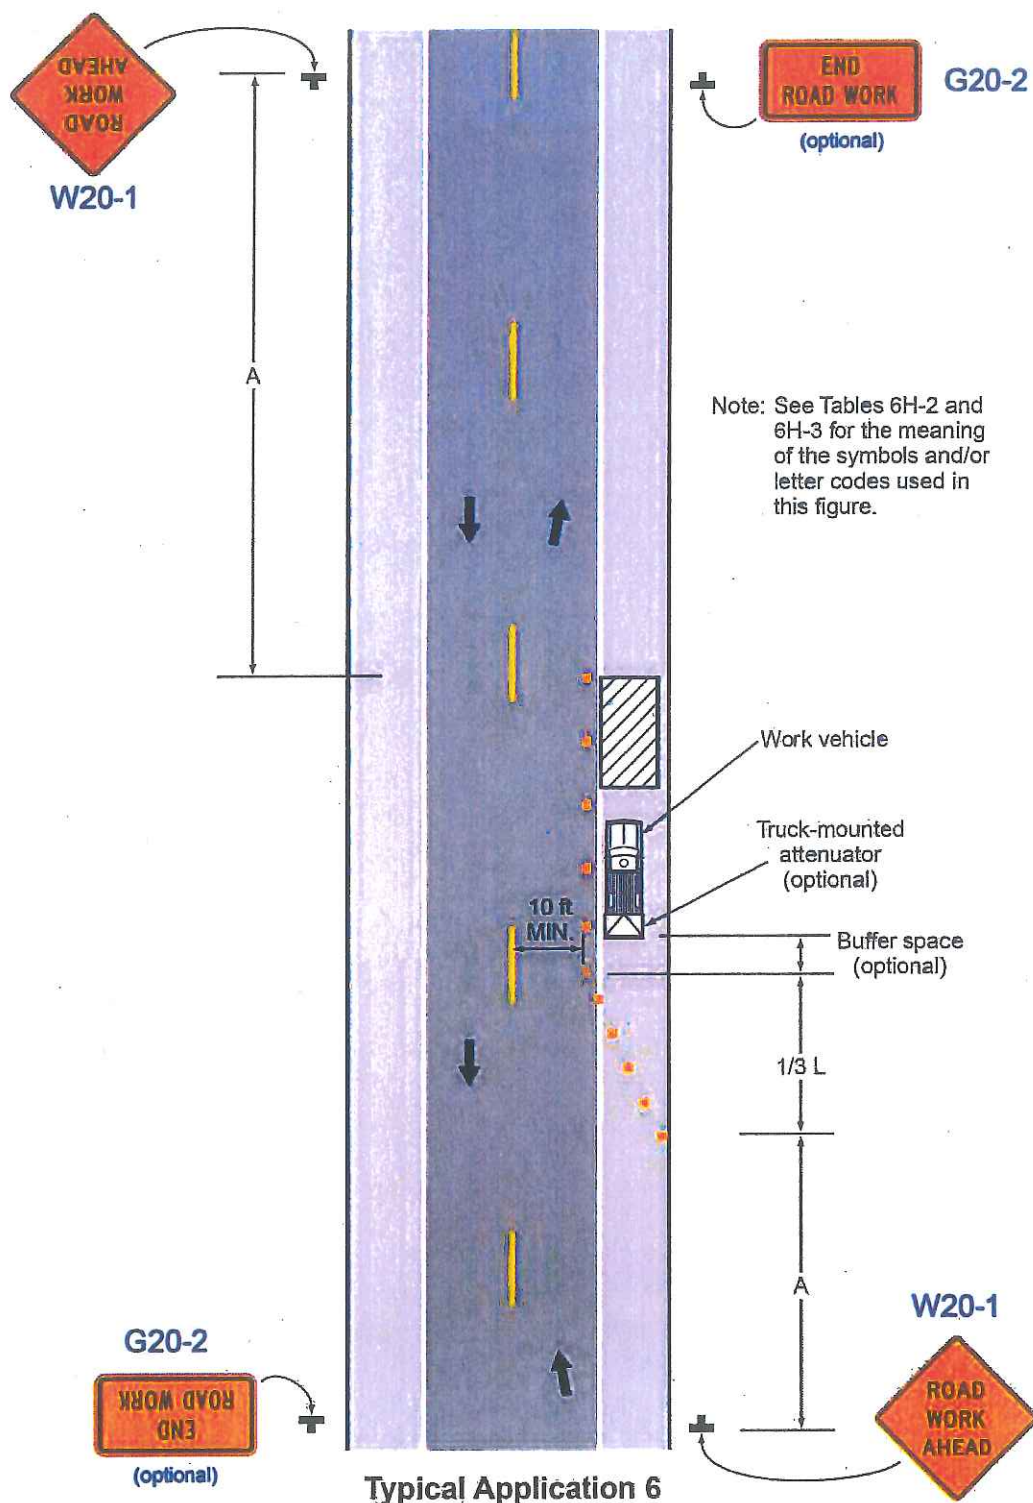 ROAD
WORK
AHEAD
W20-1
END
ROAD WORK
(optional)
G20-2
A
Note: See Tables 6H-2 and
6H-3 for the meaning
of the symbols and/or
letter codes used in
this figure.
Work vehicle
Truck-mounted
attenuator
(optional)
10 ft
MIN.
Buffer space
(optional)
1/3 L
A
W20-1
ROAD
WORK
AHEAD
G20-2
END
ROAD WORK
(optional)
Typical Application 6